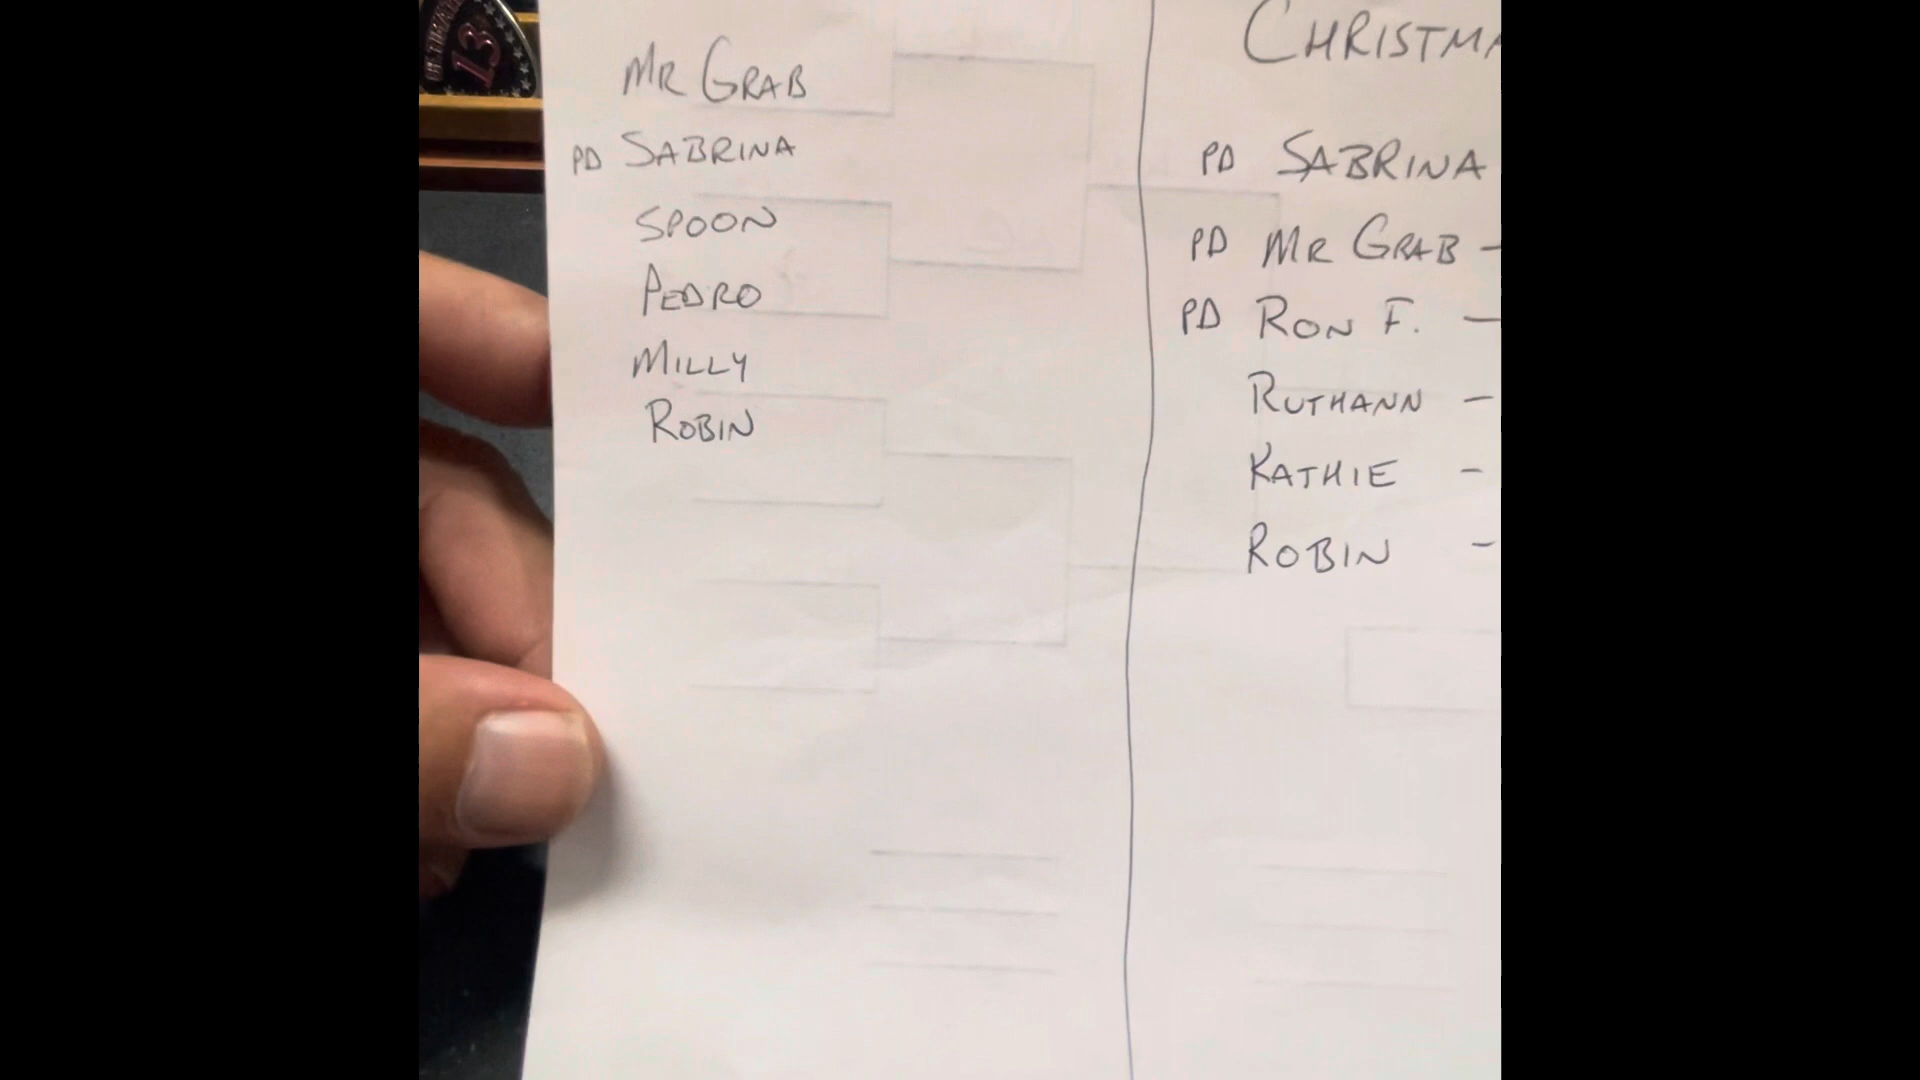 MR GRAB
PD SABRINA
SPOON
PEDRO
MILLY
ROBIN
CHRISTMA
PD SABRINA
PD MR GRAB -
PD RON F. -
RUTHANN -
KATHIE -
ROBIN -
13